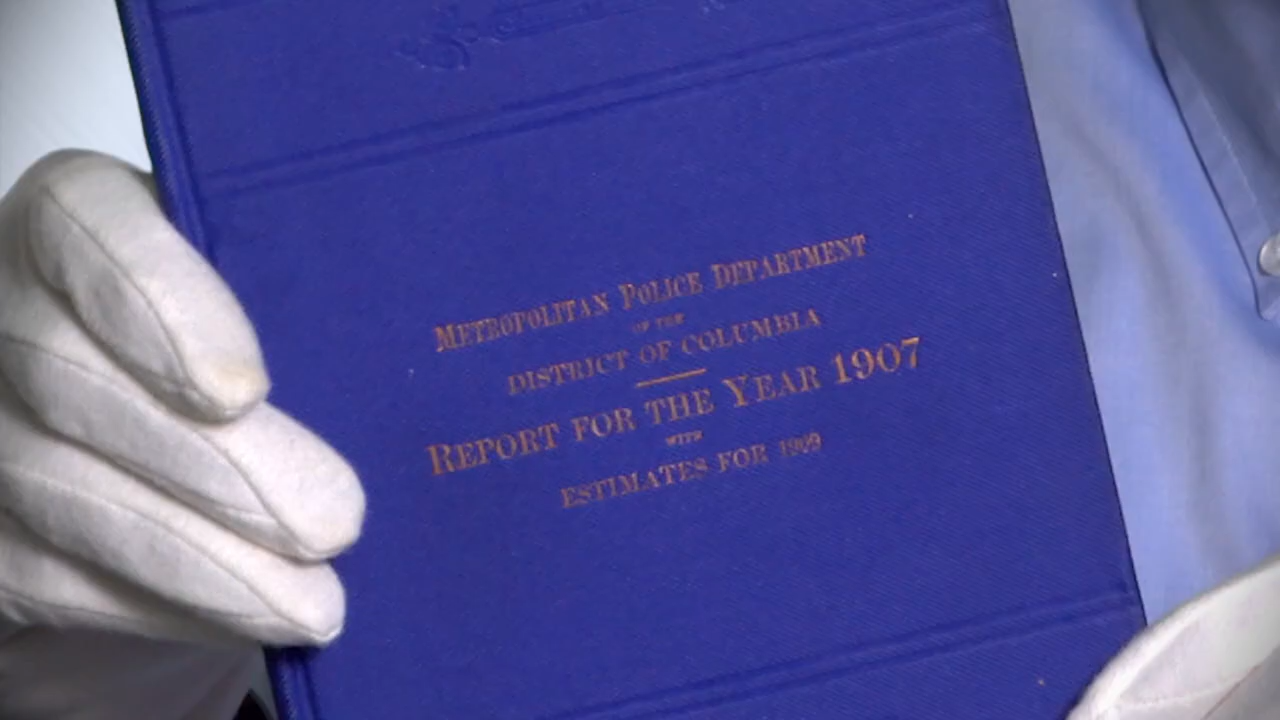 METROPOLITAN POLICE DEPARTMENT
OF THE
DISTRICT OF COLUMBIA
REPORT FOR THE YEAR 1907
WITH
ESTIMATES FOR 1909